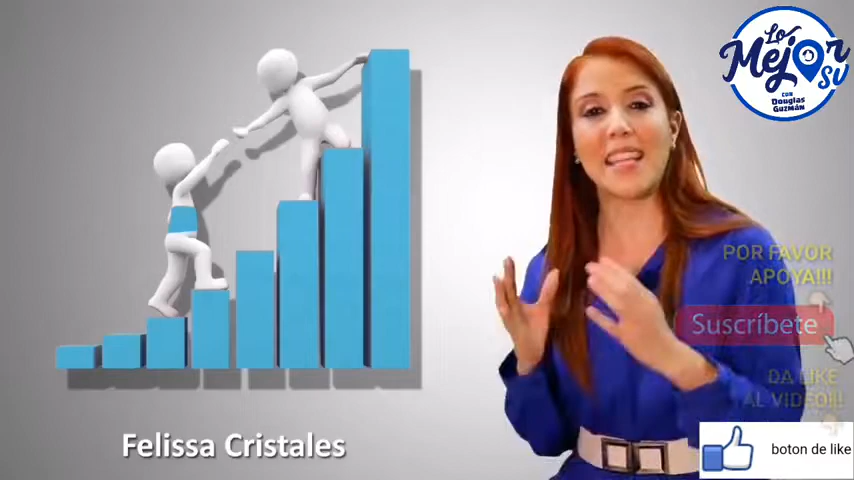 Lo
Mejor
SV
CON
Douglas
Guzmán
POR FAVOR
APOYA!!!
Suscríbete
DA LIKE
AL VIDEO!!!
boton de like
Felissa Cristales